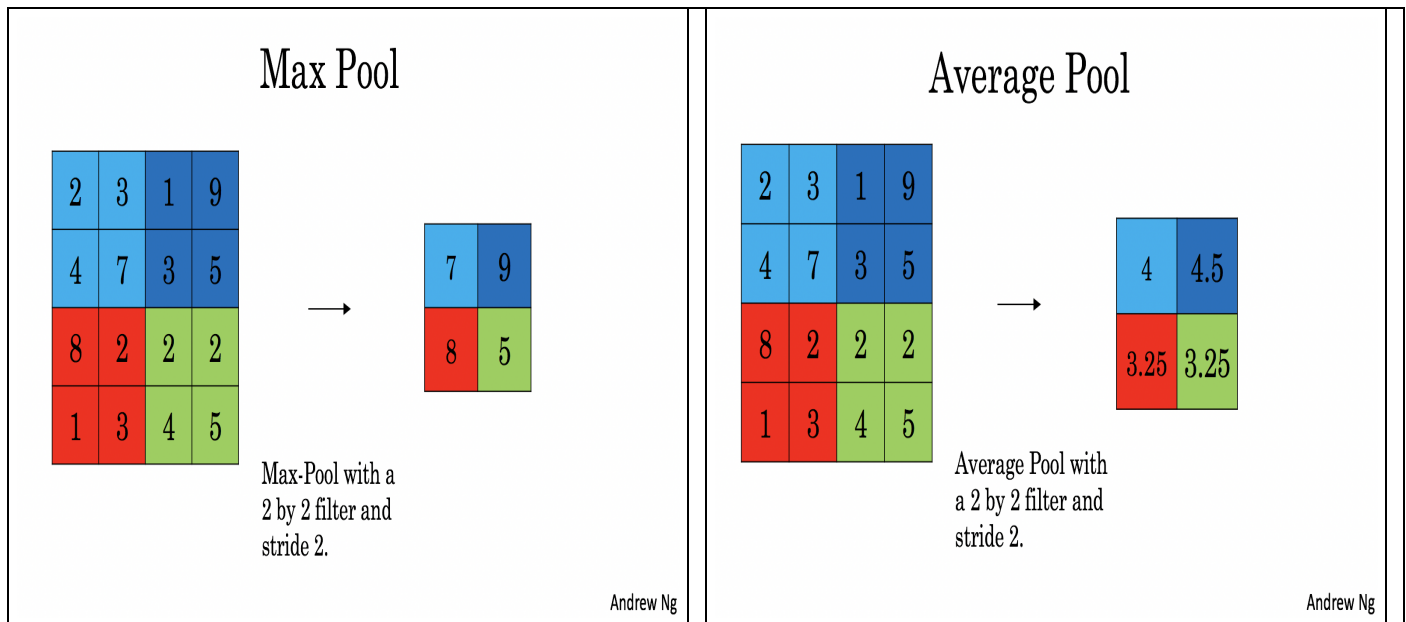 Max Pool
2 3 1 9
4 7 3 5
8 2 2 2
1 3 4 5
7 9
8 5
Max-Pool with a
2 by 2 filter and
stride 2.
Andrew Ng
Average Pool
2 3 1 9
4 7 3 5
8 2 2 2
1 3 4 5
4 4.5
3.25 3.25
Average Pool with
a 2 by 2 filter and
stride 2.
Andrew Ng